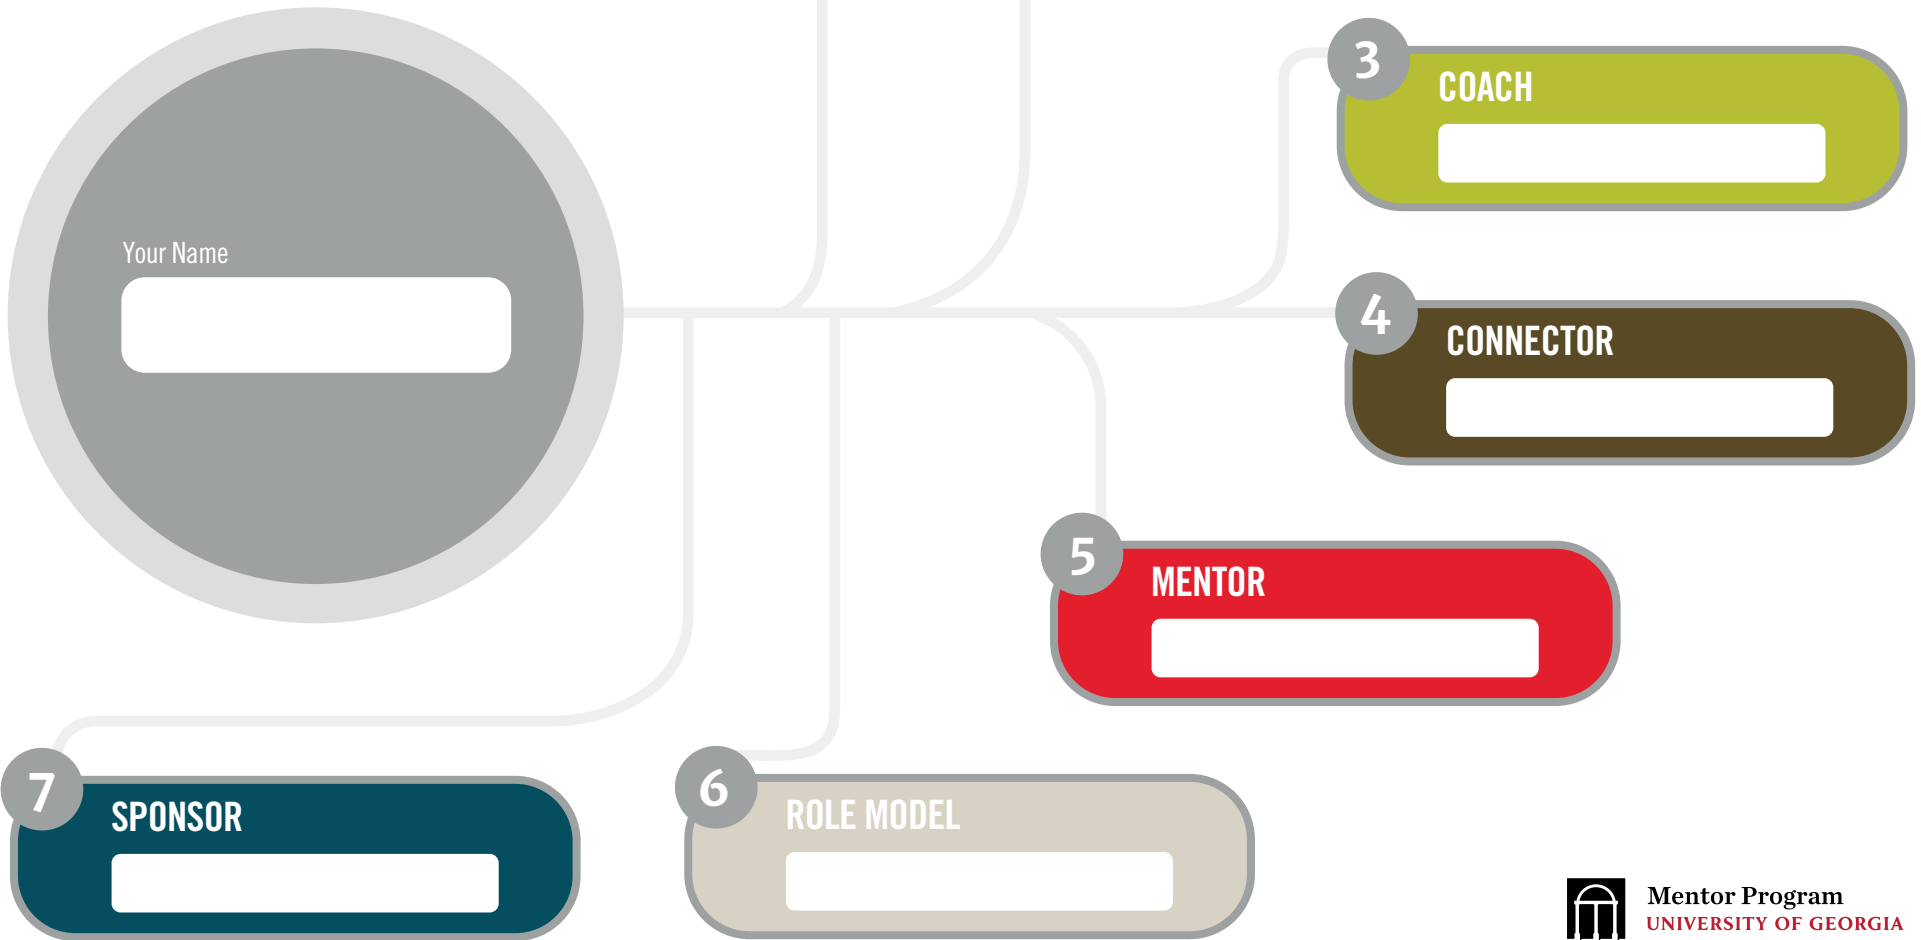 Your Name
3
COACH
4
CONNECTOR
5
MENTOR
6
ROLE MODEL
7
SPONSOR
Mentor Program
UNIVERSITY OF GEORGIA